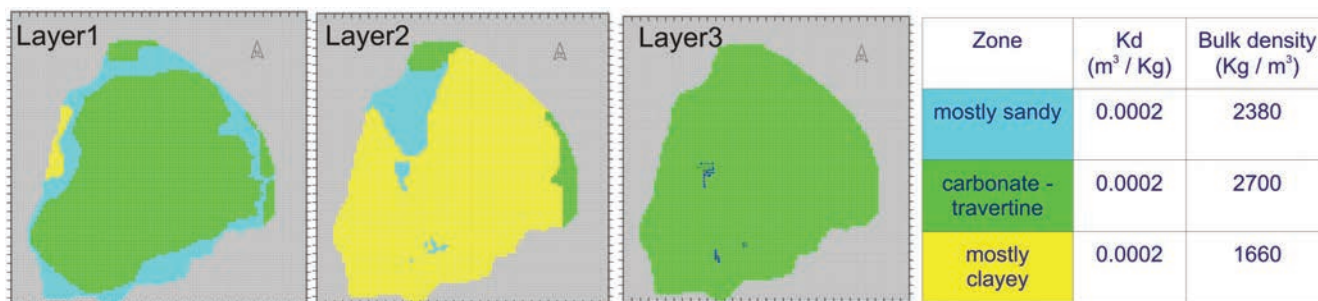 Layer1
Layer2
Layer3
Zone
Kd
(m³ / Kg)
Bulk density
(Kg / m³)
mostly sandy
0.0002
2380
carbonate -
travertine
0.0002
2700
mostly
clayey
0.0002
1660